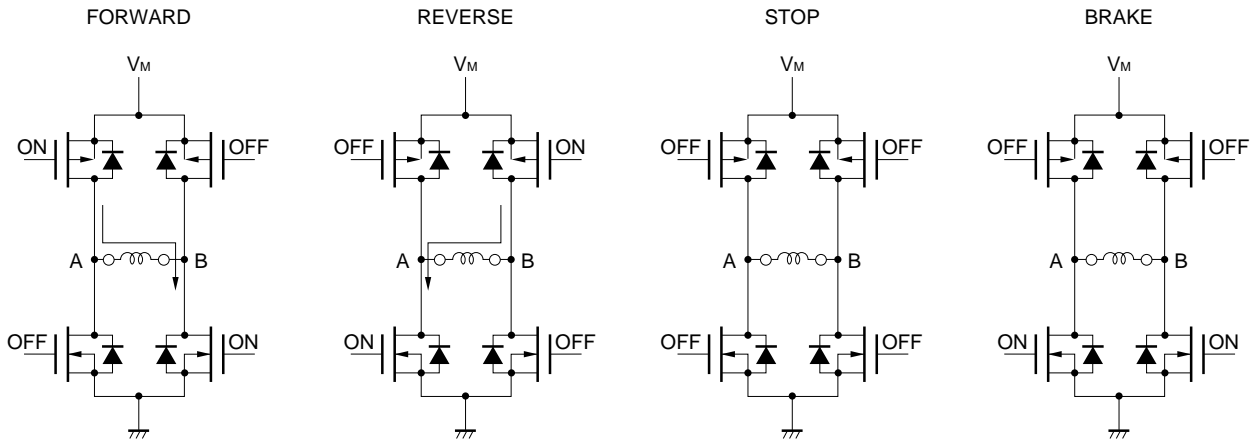 FORWARD REVERSE STOP BRAKE
VM VM VM VM
ON OFF OFF ON OFF OFF OFF OFF
A B A B A B A B
OFF ON ON OFF OFF OFF ON ON